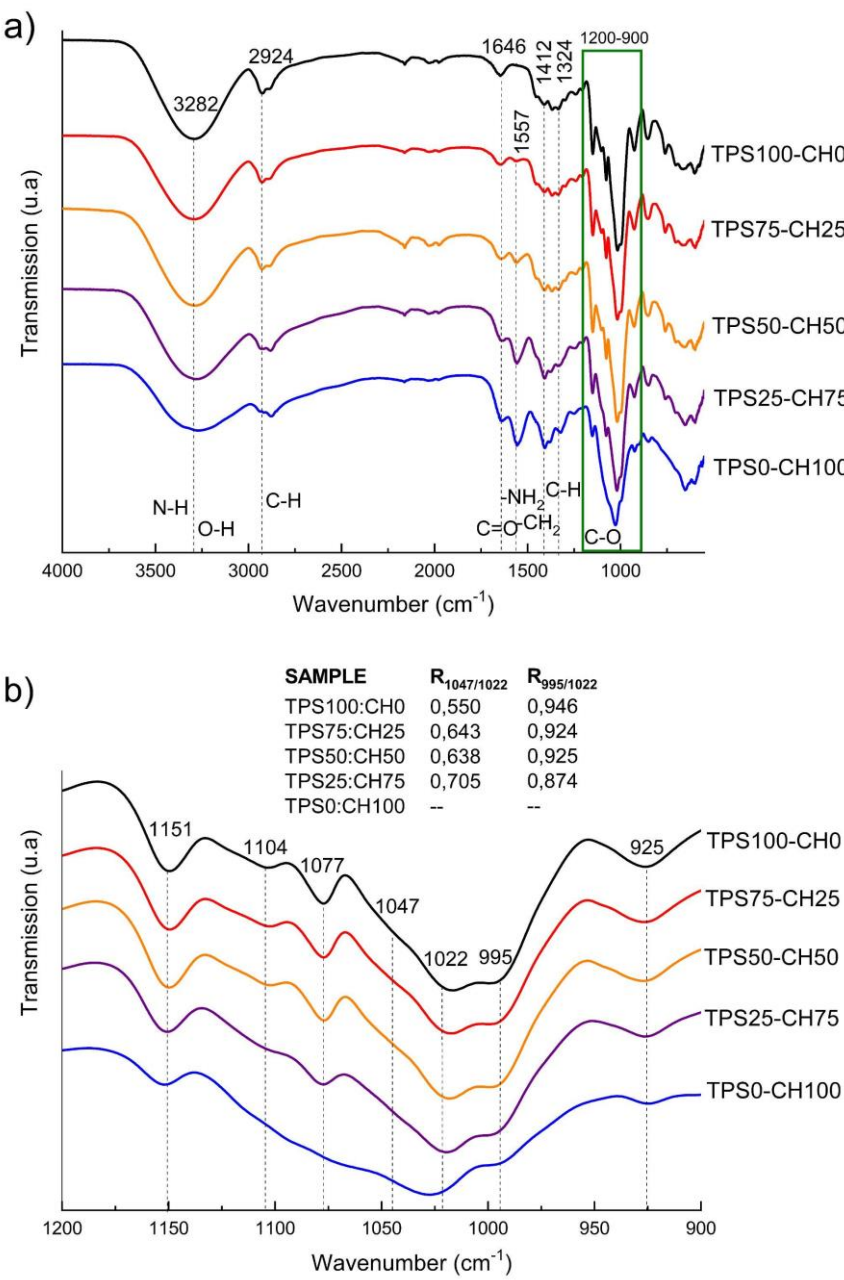 a)
2924
1646
1412
1324
1200-900
3282
1557
TPS100-CH0
TPS75-CH25
TPS50-CH50
TPS25-CH75
TPS0-CH100
Transmission (u.a)
N-H
O-H
C-H
C=O
-NH2
-CH2
C-H
C-O
4000 3500 3000 2500 2000 1500 1000
Wavenumber (cm-1)
b)
SAMPLE R1047/1022 R995/1022
TPS100:CH0 0,550 0,946
TPS75:CH25 0,643 0,924
TPS50:CH50 0,638 0,925
TPS25:CH75 0,705 0,874
TPS0:CH100 -- --
1151
1104
1077
1047
1022
995
925
TPS100-CH0
TPS75-CH25
TPS50-CH50
TPS25-CH75
TPS0-CH100
Transmission (u.a)
1200 1150 1100 1050 1000 950 900
Wavenumber (cm-1)